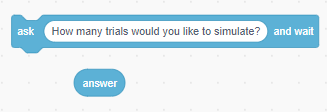 ask How many trials would you like to simulate? and wait
answer